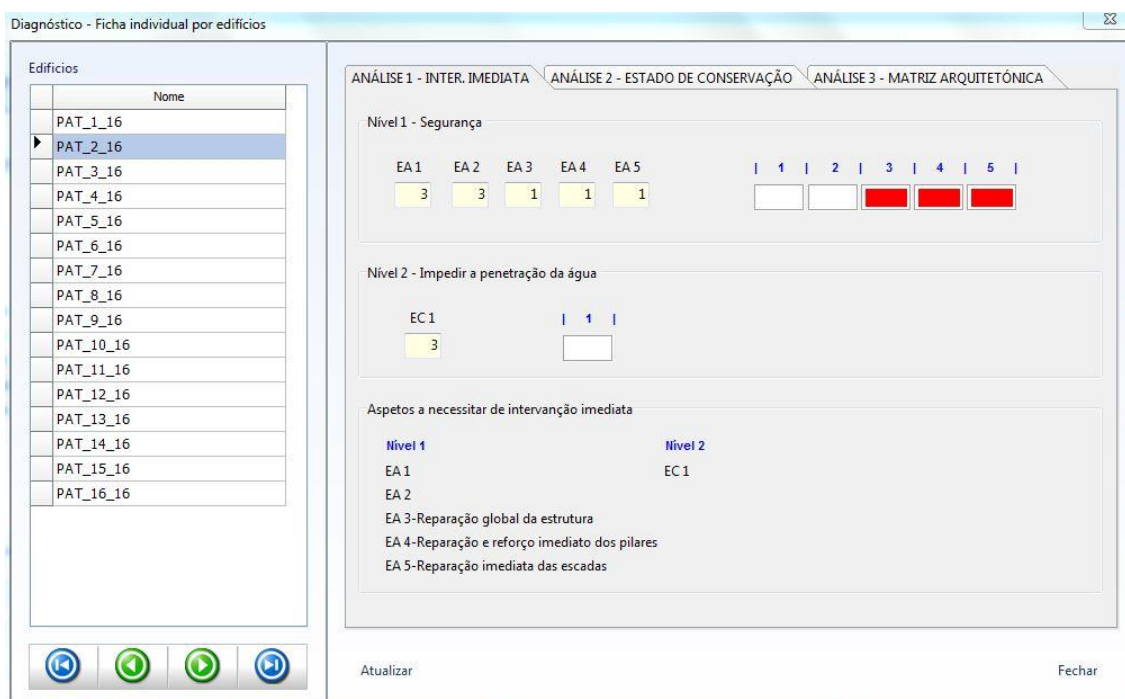 Diagnóstico - Ficha individual por edifícios
Edificios
Nome
PAT_1_16
PAT_2_16
PAT_3_16
PAT_4_16
PAT_5_16
PAT_6_16
PAT_7_16
PAT_8_16
PAT_9_16
PAT_10_16
PAT_11_16
PAT_12_16
PAT_13_16
PAT_14_16
PAT_15_16
PAT_16_16
ANÁLISE 1 - INTER. IMEDIATA ANÁLISE 2 - ESTADO DE CONSERVAÇÃO ANÁLISE 3 - MATRIZ ARQUITETÓNICA
Nível 1 - Segurança
EA 1 EA 2 EA 3 EA 4 EA 5 | 1 | 2 | 3 | 4 | 5 |
3 3 1 1 1
Nível 2 - Impedir a penetração da água
EC 1 | 1 |
3
Aspetos a necessitar de intervanção imediata
Nível 1 Nível 2
EA 1 EC 1
EA 2
EA 3-Reparação global da estrutura
EA 4-Reparação e reforço imediato dos pilares
EA 5-Reparação imediata das escadas
Atualizar Fechar